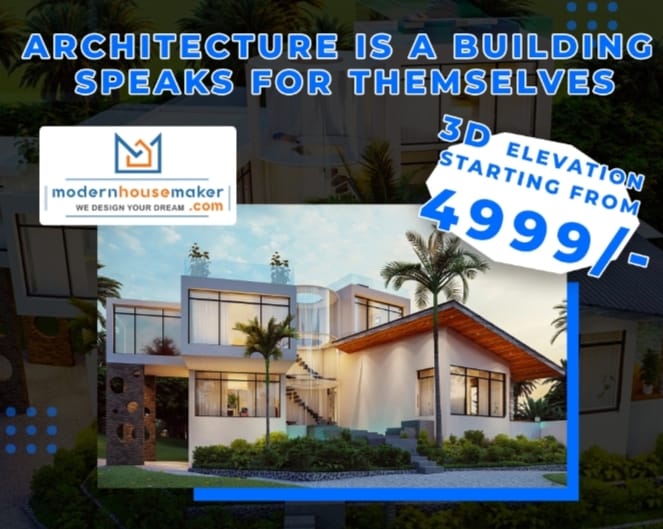 ARCHITECTURE IS A BUILDING
SPEAKS FOR THEMSELVES
modernhousemaker
WE DESIGN YOUR DREAM .com
3D ELEVATION
STARTING FROM
4999/-